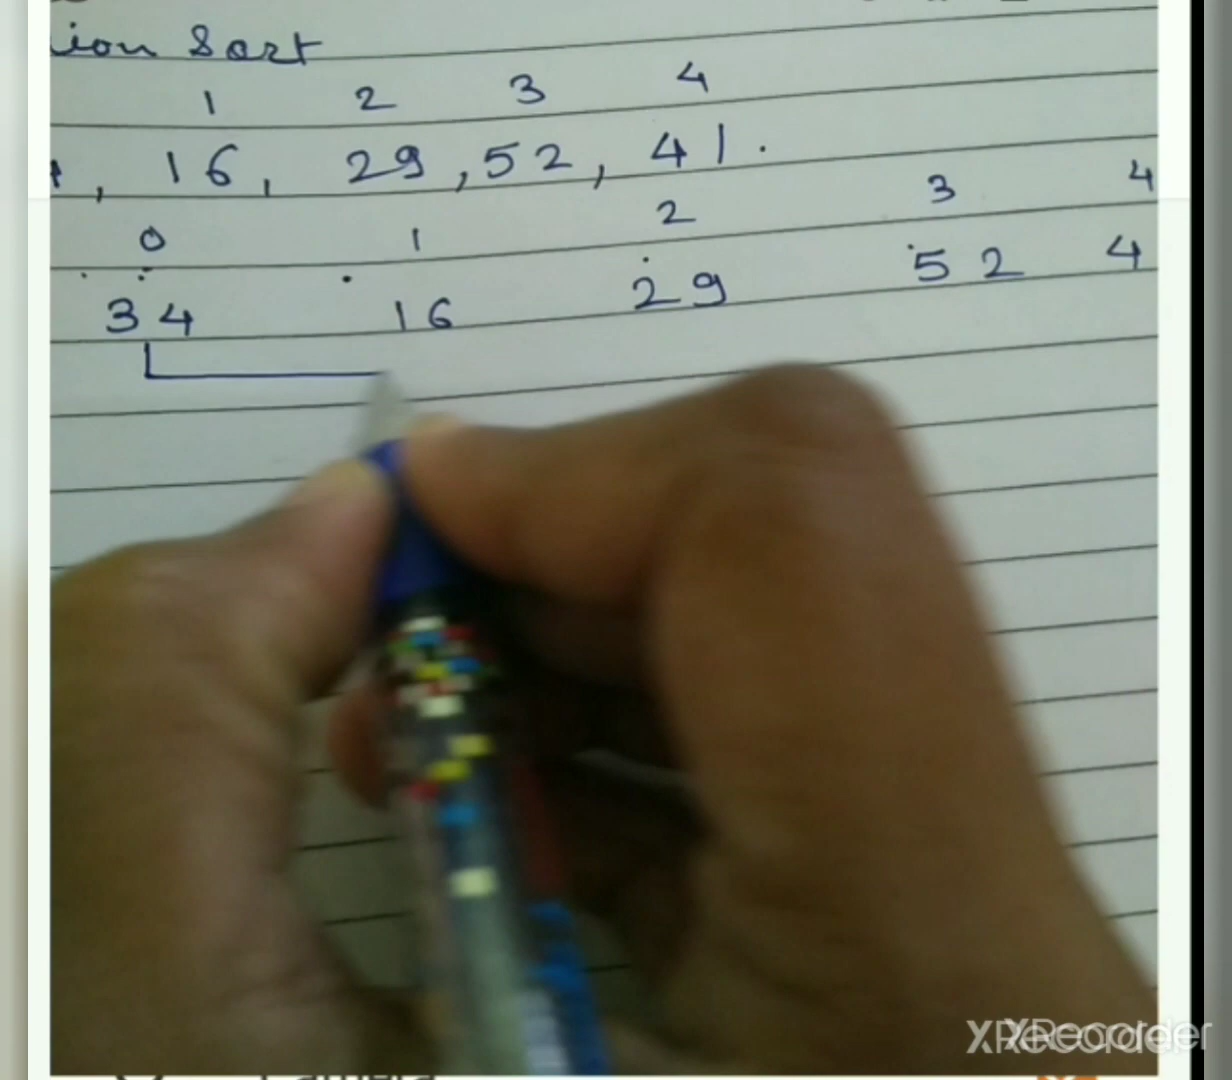 ion Sort
1 2 3 4
, 16, 29, 52, 41.
0 1 2 3 4
34 16 29 52 4
XRecorder